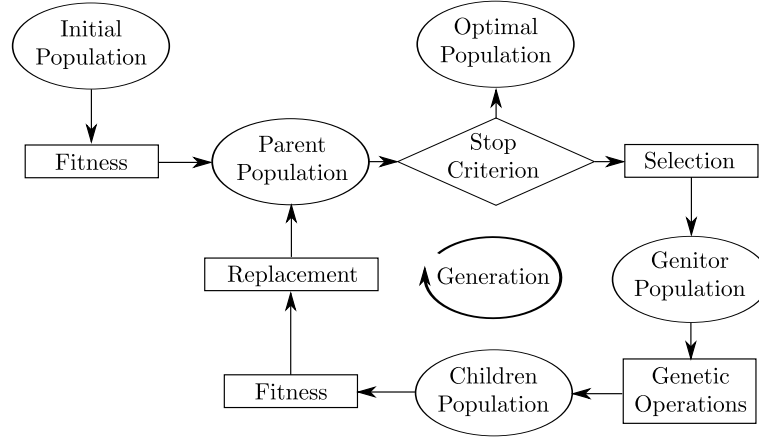 Initial
Population
Optimal
Population
Fitness
Parent
Population
Stop
Criterion
Selection
Replacement
Generation
Genitor
Population
Fitness
Children
Population
Genetic
Operations